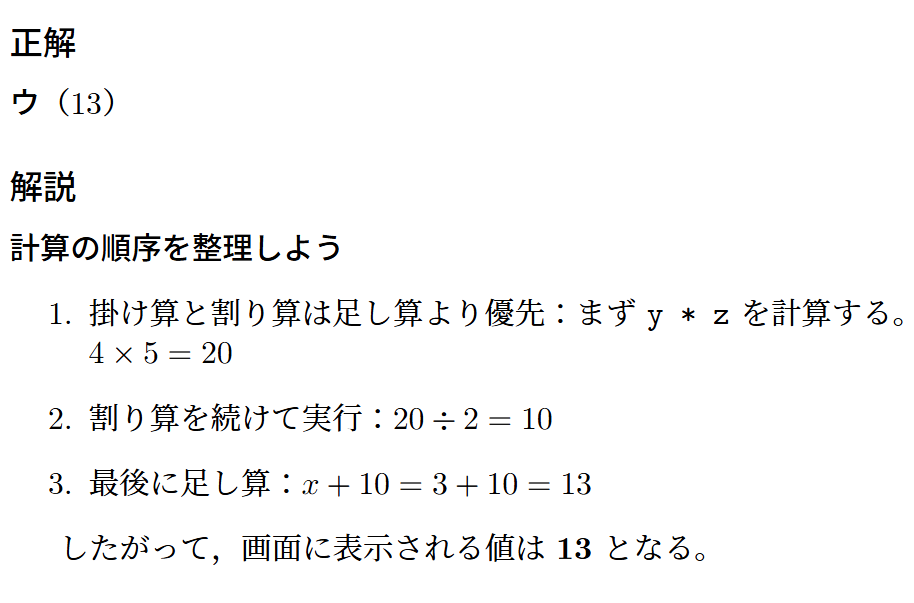 正解
ウ（13）
解説
計算の順序を整理しよう
1. 掛け算と割り算は足し算より優先：まず y * z を計算する。
4 × 5 = 20
2. 割り算を続けて実行：20 ÷ 2 = 10
3. 最後に足し算：x + 10 = 3 + 10 = 13
したがって，画面に表示される値は 13 となる。